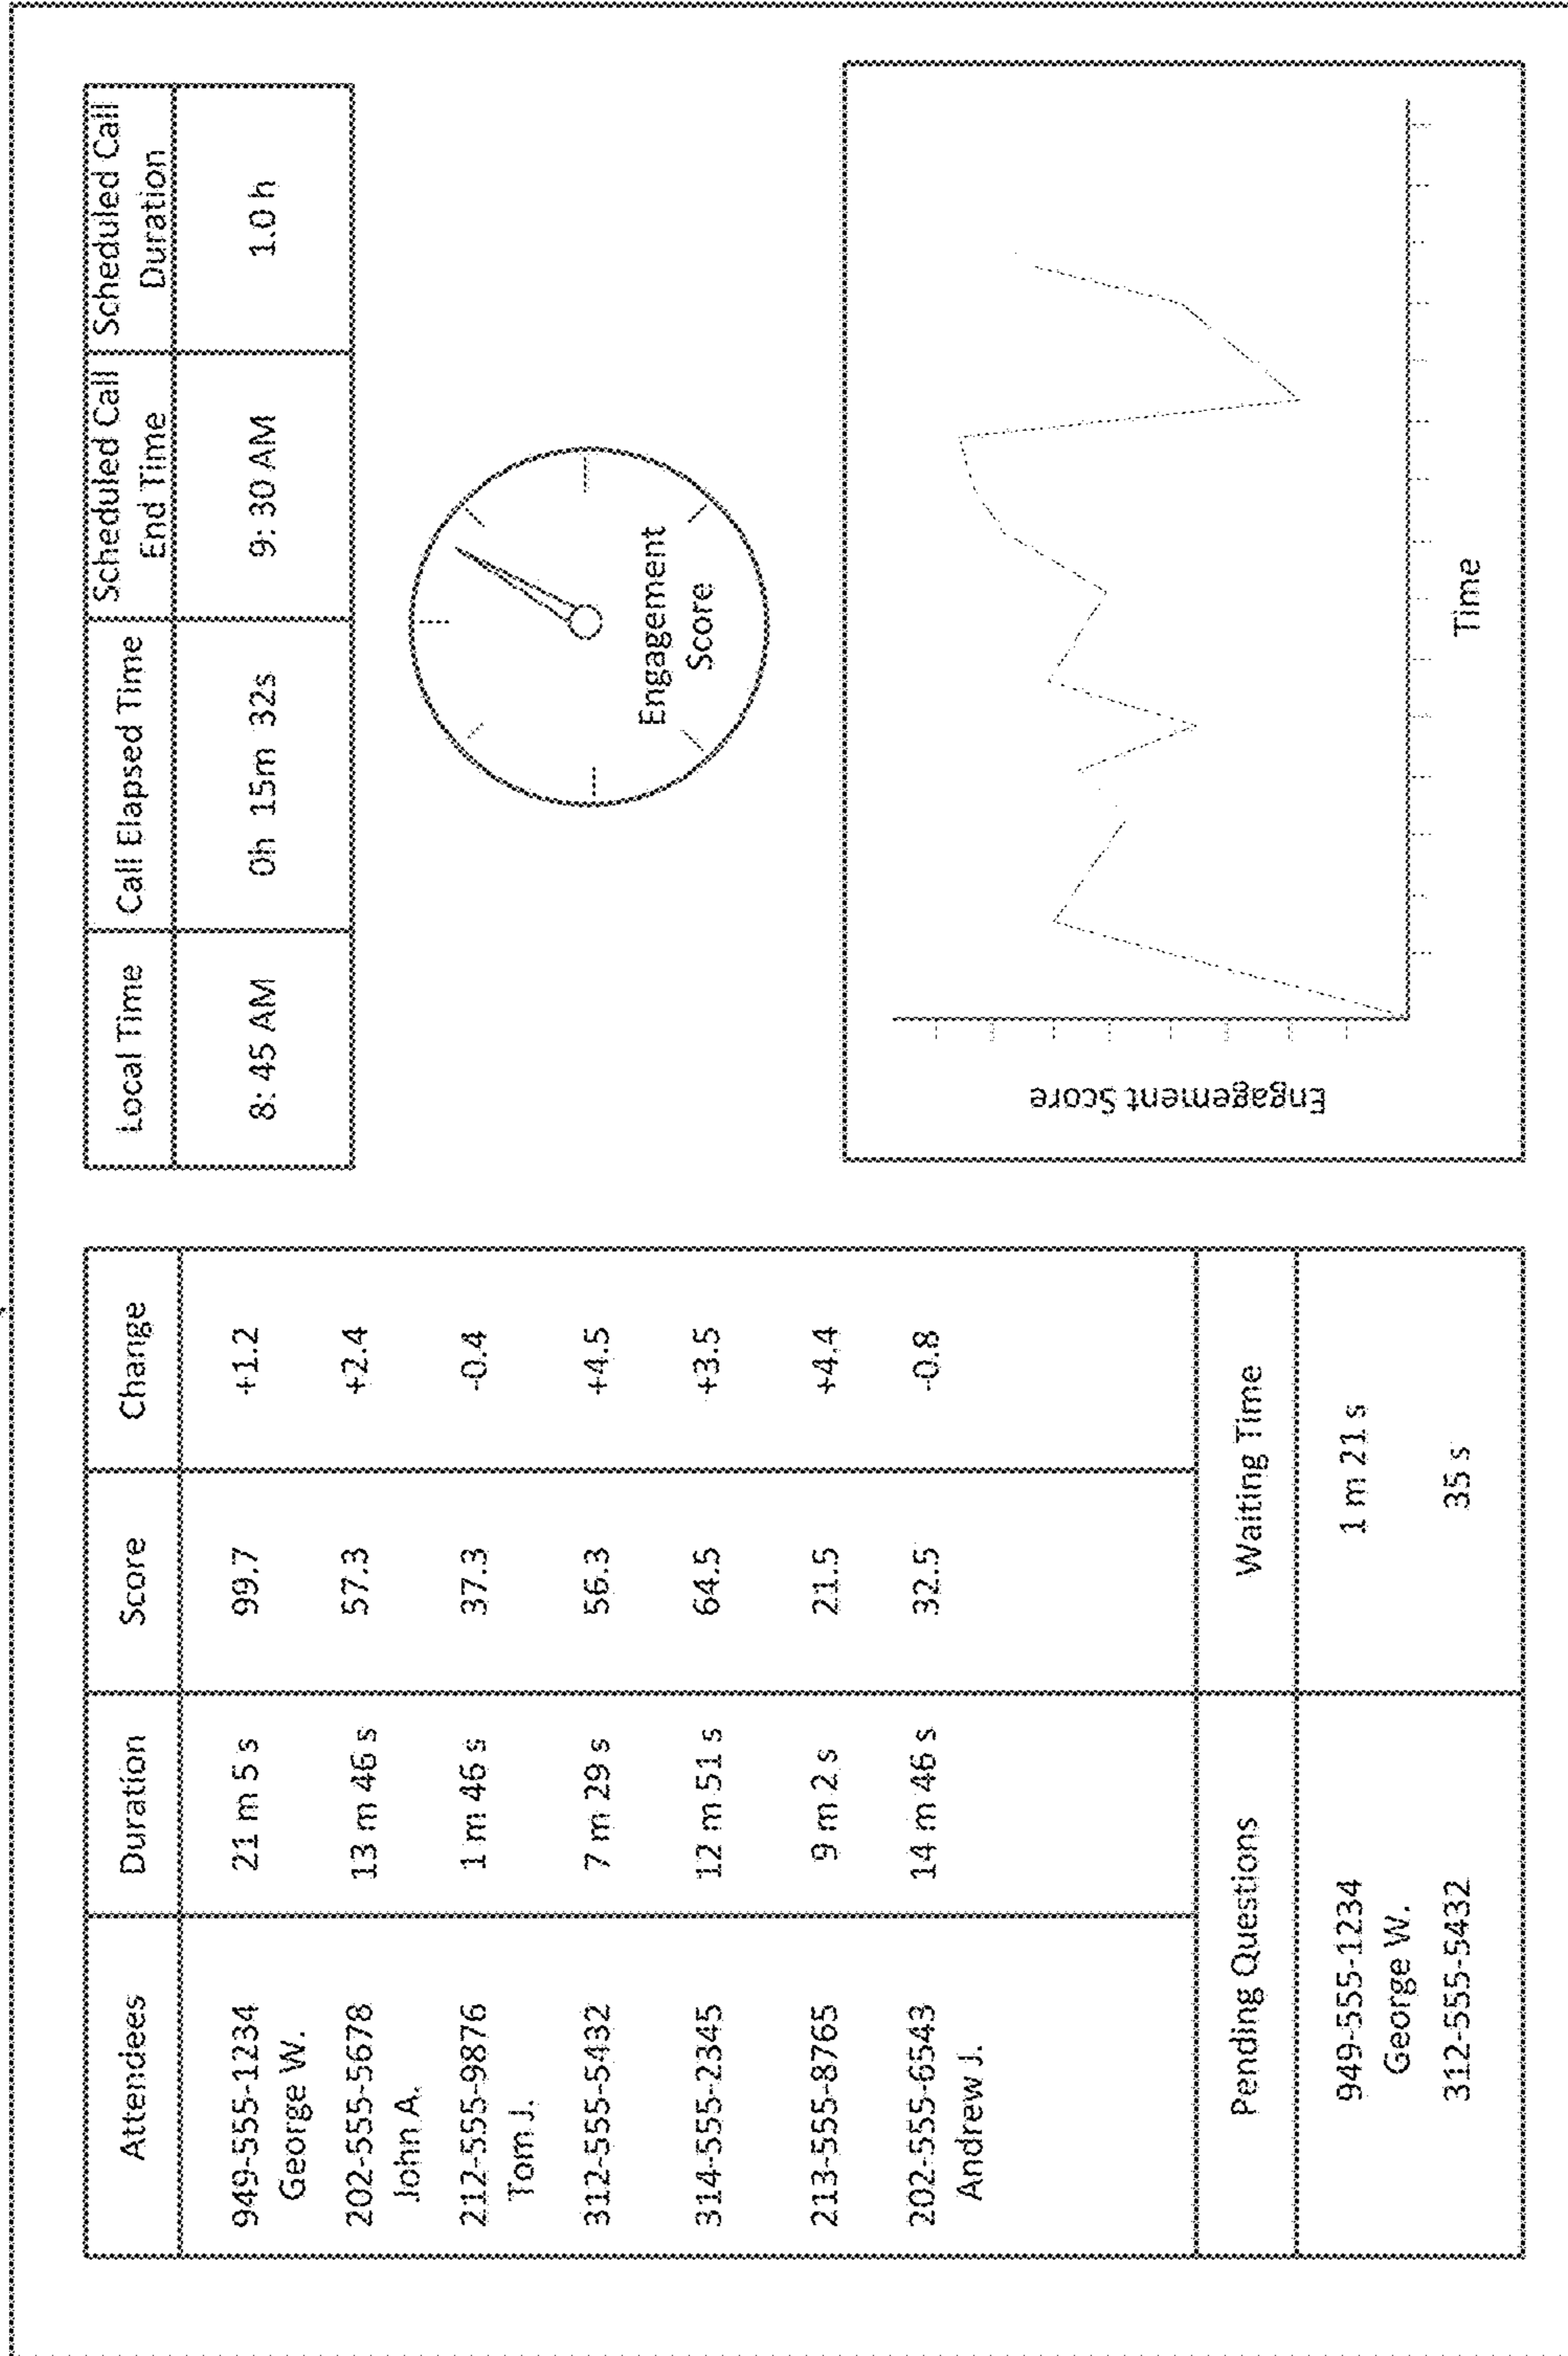 Attendees Duration Score Change
949-555-1234 21 m 5 s 99.7 +1.2
George W.
202-555-5678 13 m 46 s 57.3 +2.4
John A.
212-555-9876 1 m 46 s 37.3 -0.4
Tom J.
312-555-5432 7 m 29 s 56.3 +4.5
314-555-2345 12 m 51 s 64.5 +3.5
213-555-8765 9 m 2 s 21.5 +4.4
202-555-6543 14 m 46 s 32.5 -0.8
Andrew J.
Pending Questions Waiting Time
949-555-1234 1 m 21 s
George W.
312-555-5432 35 s
Local Time Call Elapsed Time Scheduled Call Scheduled Call
End Time Duration
8: 45 AM 0h 15m 32s 9: 30 AM 1.0 h
Engagement
Score
Engagement Score
Time